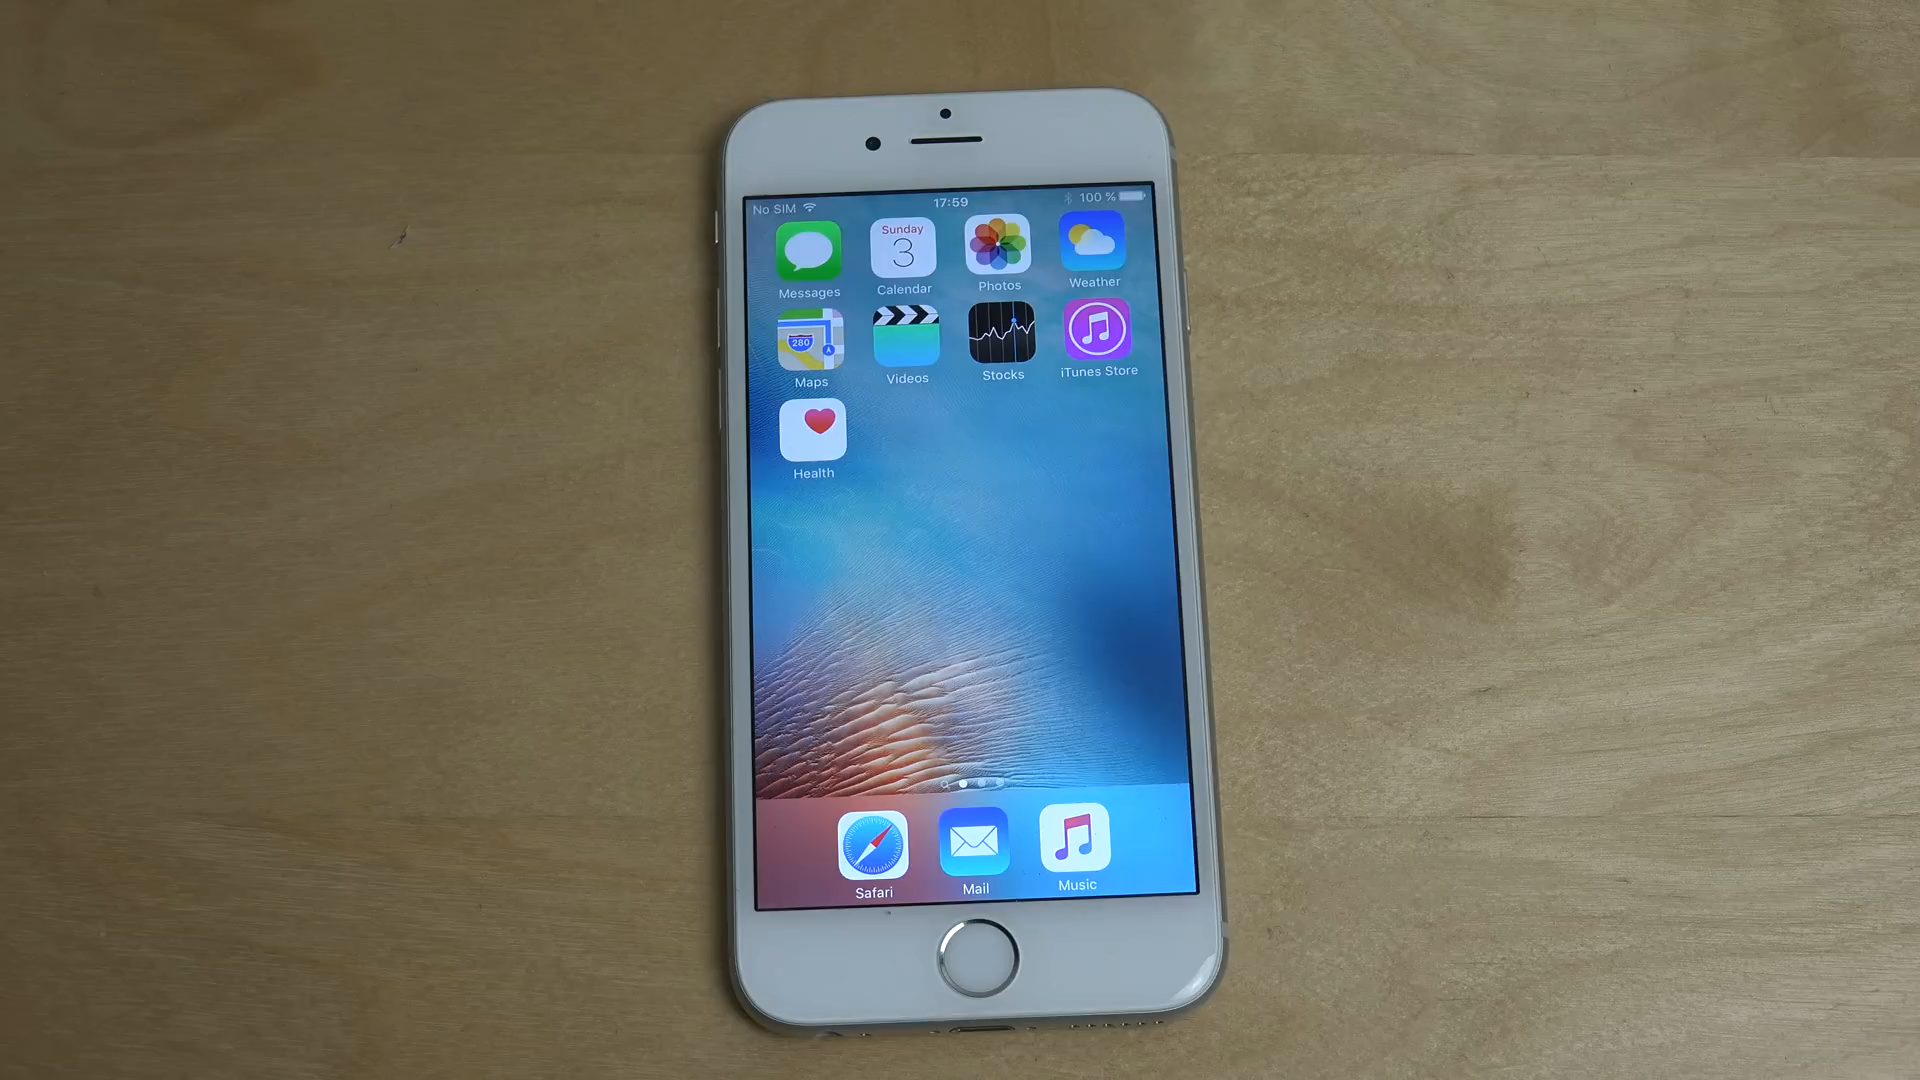 No SIM 17:59 100 %
Sunday
3
Messages Calendar Photos Weather
280
Maps Videos Stocks iTunes Store
Health
Safari Mail Music